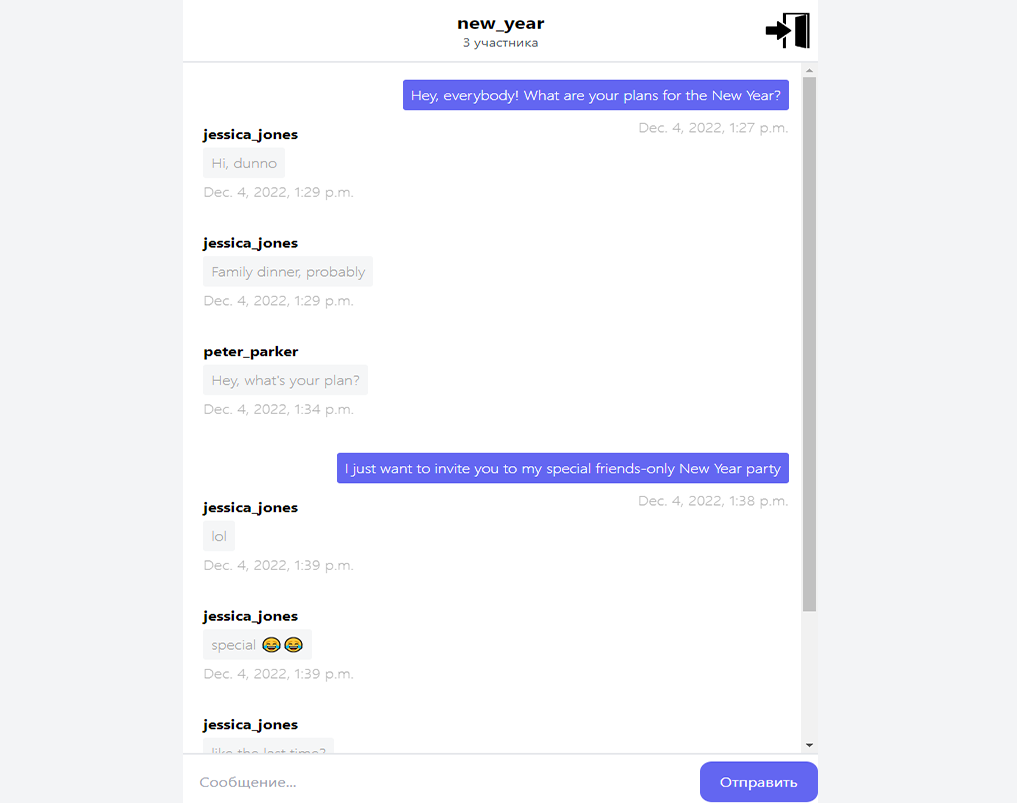 new_year
3 участника
Hey, everybody! What are your plans for the New Year?
Dec. 4, 2022, 1:27 p.m.
jessica_jones
Hi, dunno
Dec. 4, 2022, 1:29 p.m.
jessica_jones
Family dinner, probably
Dec. 4, 2022, 1:29 p.m.
peter_parker
Hey, what's your plan?
Dec. 4, 2022, 1:34 p.m.
I just want to invite you to my special friends-only New Year party
Dec. 4, 2022, 1:38 p.m.
jessica_jones
lol
Dec. 4, 2022, 1:39 p.m.
jessica_jones
special 😂😂
Dec. 4, 2022, 1:39 p.m.
jessica_jones
like the last time?
Сообщение...
Отправить